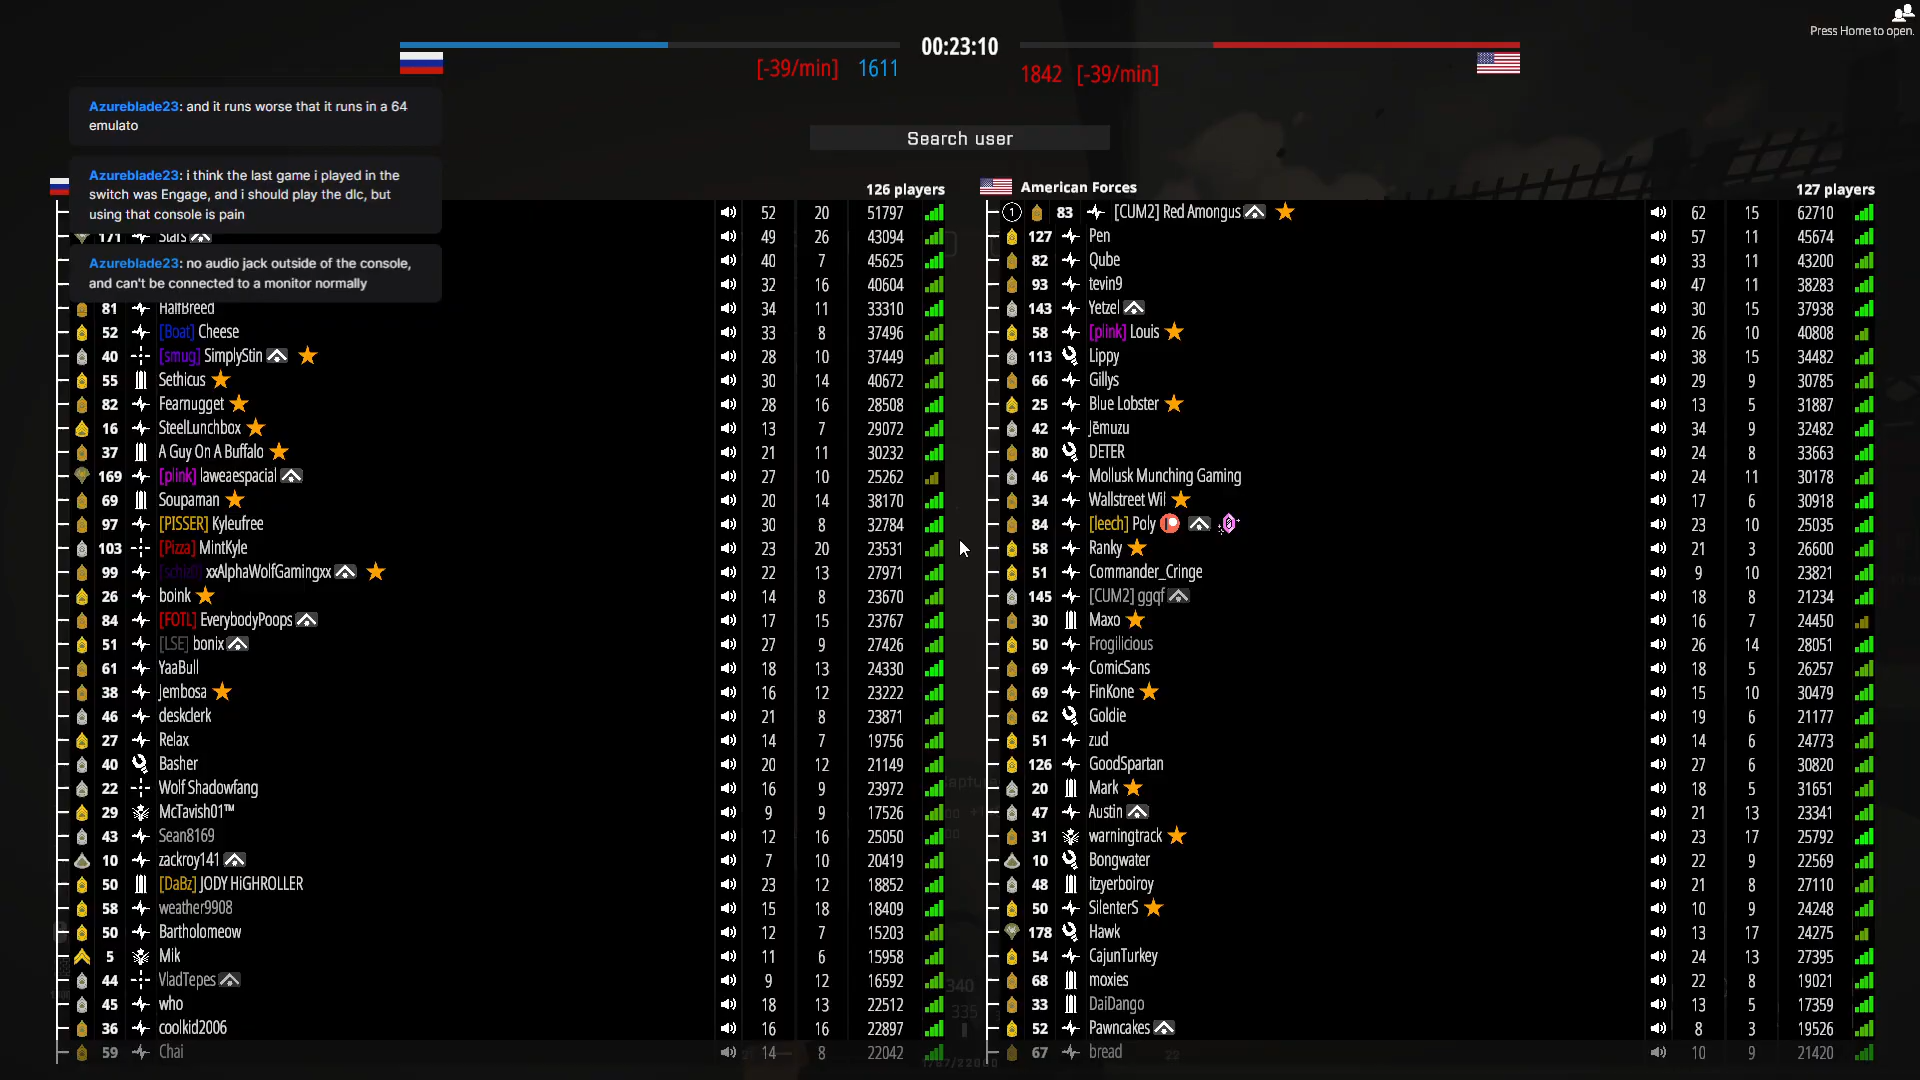 Press Home to open.
00:23:10
[-39/min] 1611
1842 [-39/min]
Azureblade23: and it runs worse that it runs in a 64
emulato
Azureblade23: i think the last game i played in the
switch was Engage, and i should play the dlc, but
using that console is pain
Azureblade23: no audio jack outside of the console,
and can't be connected to a monitor normally
Search user
126 players
52 20 51797
171 Stars 49 26 43094
40 7 45625
32 16 40604
81 HalfBreed 34 11 33310
52 [Boat] Cheese 33 8 37496
40 [smug] SimplyStin 28 10 37449
55 Sethicus 30 14 40672
82 Fearnugget 28 16 28508
16 SteelLunchbox 13 7 29072
37 A Guy On A Buffalo 21 11 30232
169 [plink] laweaespacial 27 10 25262
69 Soupaman 20 14 38170
97 [PISSER] Kyleufree 30 8 32784
103 [Pizza] MintKyle 23 20 23531
99 xxAlphaWolfGamingxx 22 13 27971
26 boink 14 8 23670
84 [FOTL] EverybodyPoops 17 15 23767
51 [LSE] bonix 27 9 27426
61 YaaBull 18 13 24330
38 Jembosa 16 12 23222
46 deskclerk 21 8 23871
27 Relax 14 7 19756
40 Basher 20 12 21149
22 Wolf Shadowfang 16 9 23972
29 McTavish01™ 9 9 17526
43 Sean8169 12 16 25050
10 zackroy141 7 10 20419
50 [DaBz] JODY HiGHROLLER 23 12 18852
58 weather9908 15 18 18409
50 Bartholomeow 12 7 15203
5 Mik 11 6 15958
44 VladTepes 9 12 16592
45 who 18 13 22512
36 coolkid2006 16 16 22897
59 Chai 14 8 22042
American Forces 127 players
1 83 [CUM2] Red Amongus 62 15 62710
127 Pen 57 11 45674
82 Qube 33 11 43200
93 tevin9 47 11 38283
143 Yetzel 30 15 37938
58 [plink] Louis 26 10 40808
113 Lippy 38 15 34482
66 Gillys 29 9 30785
25 Blue Lobster 13 5 31887
42 Jēmuzu 34 9 32482
80 DETER 24 8 33663
46 Mollusk Munching Gaming 24 11 30178
34 Wallstreet Wil 17 6 30918
84 [leech] Poly 23 10 25035
58 Ranky 21 3 26600
51 Commander_Cringe 9 10 23821
145 [CUM2] ggqf 18 8 21234
30 Maxo 16 7 24450
50 Frogilicious 26 14 28051
69 ComicSans 18 5 26257
69 FinKone 15 10 30479
62 Goldie 19 6 21177
51 zud 14 6 24773
126 GoodSpartan 27 6 30820
20 Mark 18 5 31651
47 Austin 21 13 23341
31 warningtrack 23 17 25792
10 Bongwater 22 9 22569
48 itzyerboiroy 21 8 27110
50 SilenterS 10 9 24248
178 Hawk 13 17 24275
54 CajunTurkey 24 13 27395
68 moxies 22 8 19021
33 DaiDango 13 5 17359
52 Pawncakes 8 3 19526
67 bread 10 9 21420